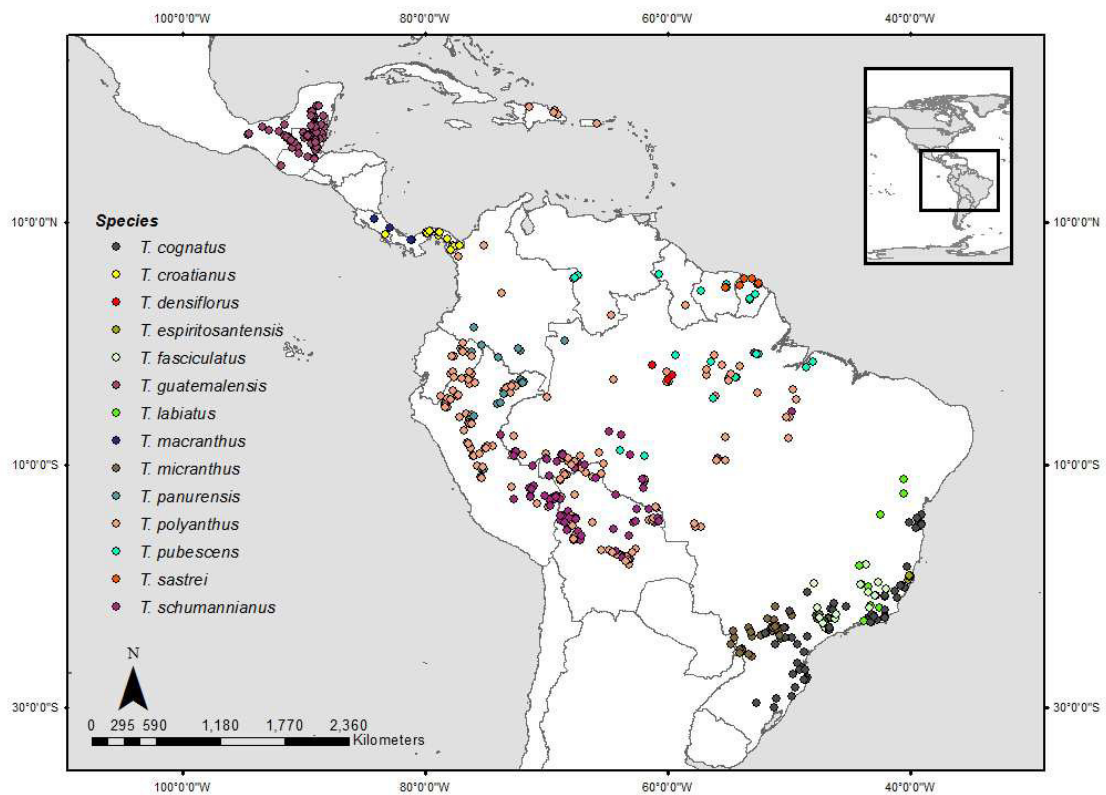 100°0'0"W 80°0'0"W 60°0'0"W 40°0'0"W
10°0'0"N 10°0'0"N
Species
T. cognatus
T. croatianus
T. densiflorus
T. espiritosantensis
T. fasciculatus
T. guatemalensis
T. labiatus
T. macranthus
T. micranthus
T. panurensis
T. polyanthus
T. pubescens
T. sastrei
T. schumannianus
10°0'0"S 10°0'0"S
N
30°0'0"S 30°0'0"S
0 295 590 1,180 1,770 2,360
Kilometers
100°0'0"W 80°0'0"W 60°0'0"W 40°0'0"W